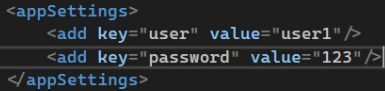 <appSettings>
    <add key="user" value="user1"/>
    <add key="password" value="123"/>
</appSettings>